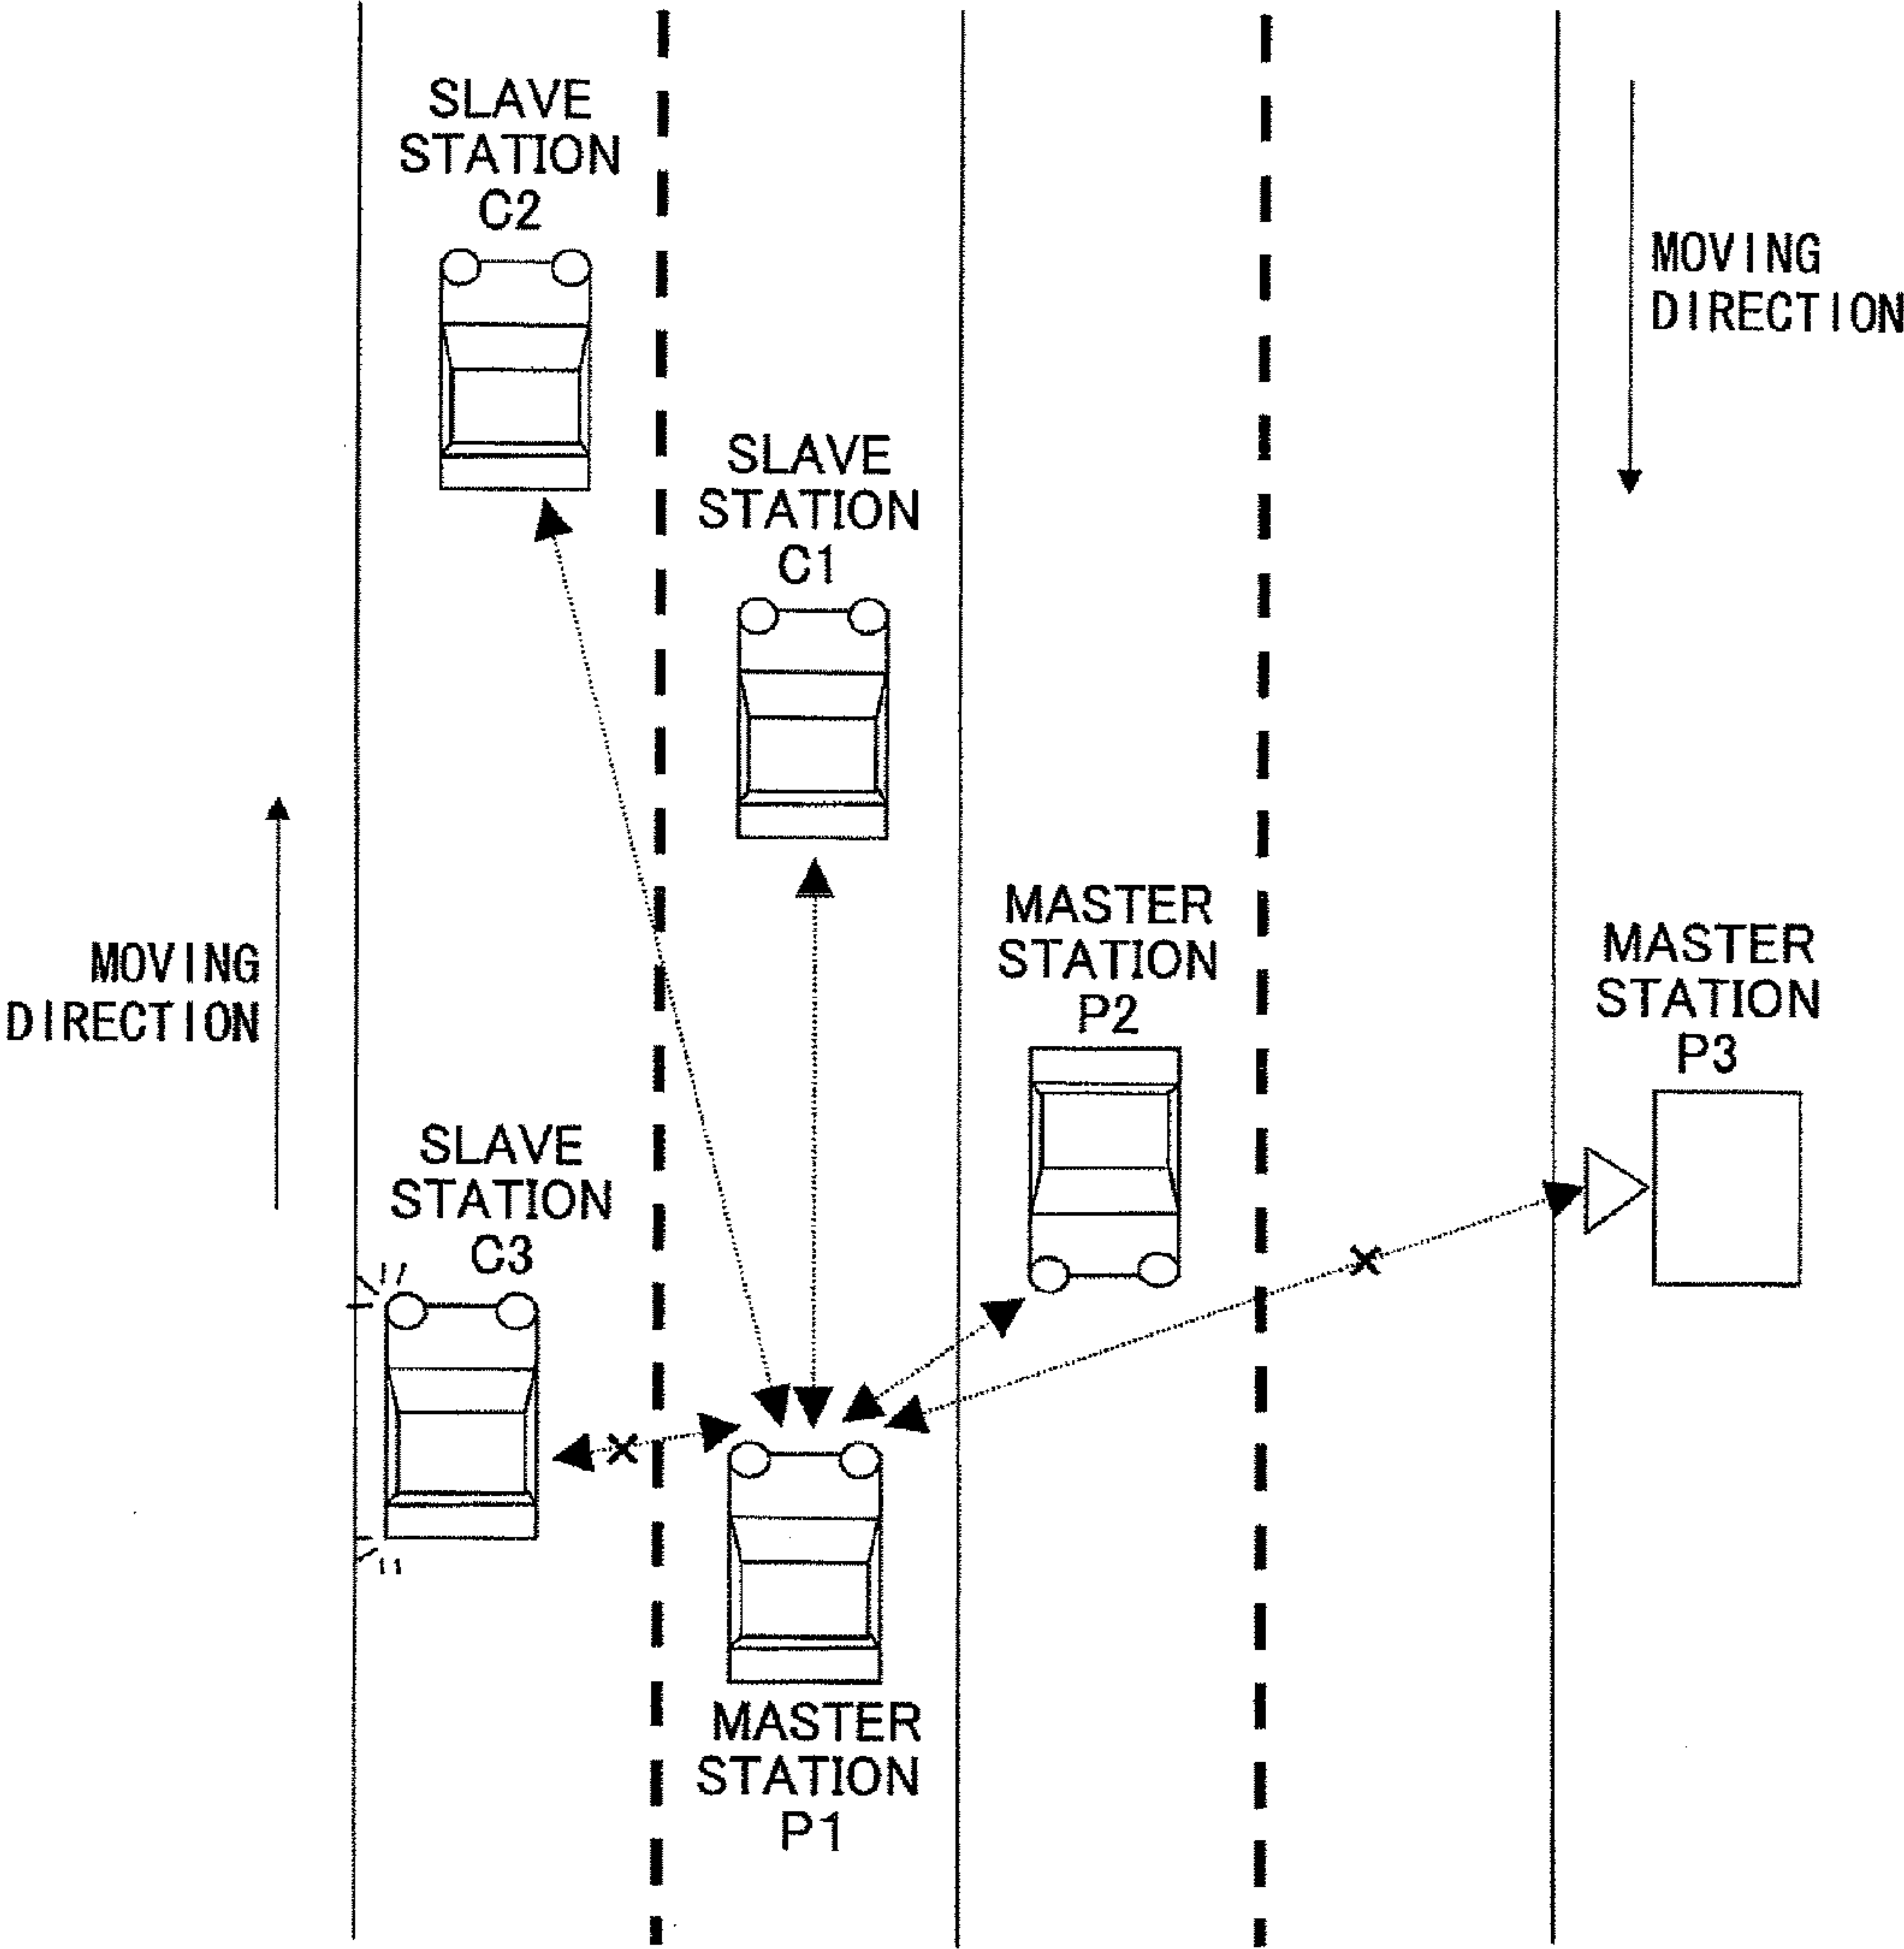 SLAVE
STATION
C2
MOVING
DIRECTION
SLAVE
STATION
C1
MASTER
STATION
P2
MASTER
STATION
P3
MOVING
DIRECTION
SLAVE
STATION
C3
MASTER
STATION
P1